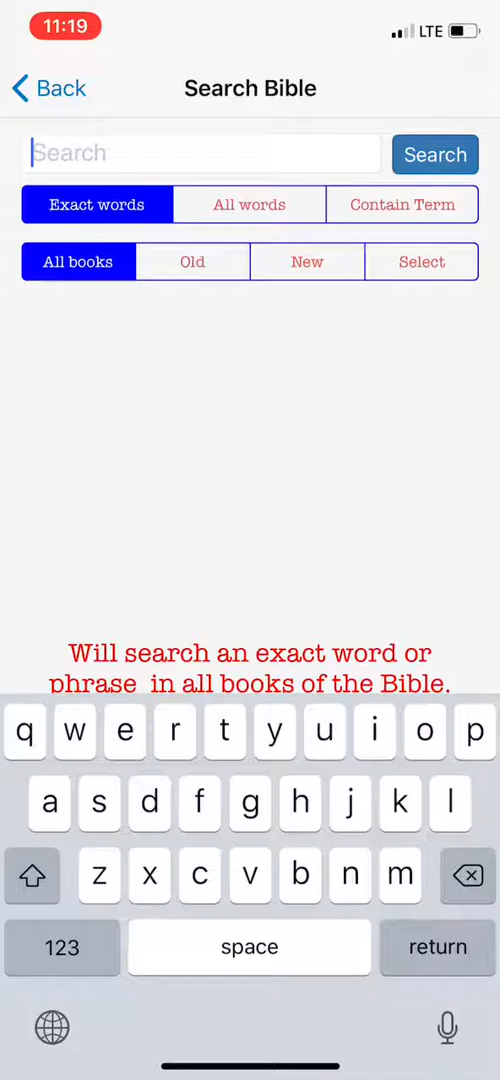 11:19 LTE
Back Search Bible
Search Search
Exact words All words Contain Term
All books Old New Select
Will search an exact word or
phrase in all books of the Bible.
q w e r t y u i o p
a s d f g h j k l
z x c v b n m
123 space return